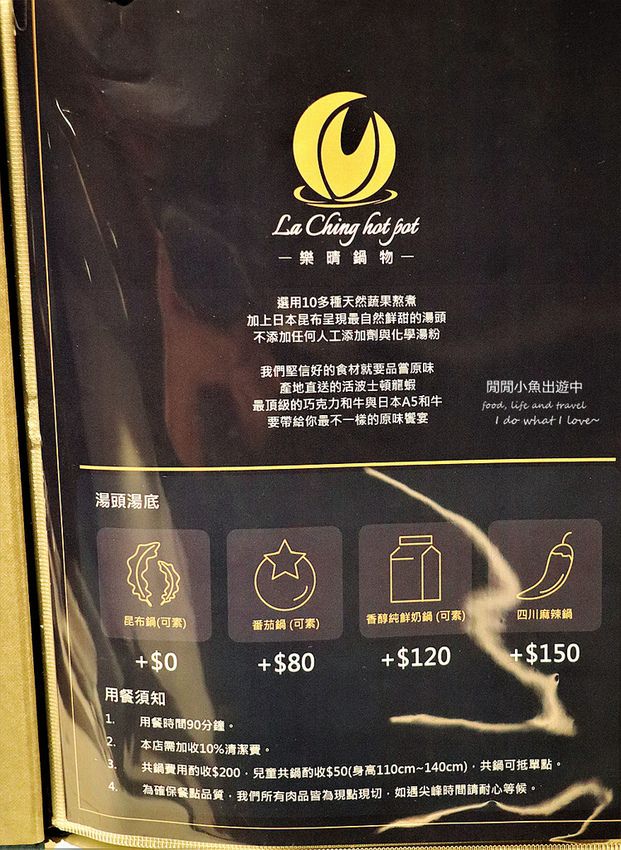 La Ching hot pot
樂晴鍋物
選用10多種天然蔬果熬煮
加上日本昆布呈現最自然鮮甜的湯頭
不添加任何人工添加劑與化學湯粉
我們堅信好的食材就要品嘗原味
產地直送的活波士頓龍蝦
最頂級的巧克力和牛與日本A5和牛
要帶給你最不一樣的原味饗宴
閒閒小魚出遊中
food, life and travel
I do what I love~
湯頭湯底
昆布鍋(可素)
番茄鍋 (可素)
香醇純鮮奶鍋 (可素)
四川麻辣鍋
+$0
+$80
+$120
+$150
用餐須知
1. 用餐時間90分鐘。
2. 本店需加收10%清潔費。
3. 共鍋費用酌收$200，兒童共鍋酌收$50(身高110cm~140cm)，共鍋可抵單點。
4. 為確保餐點品質，我們所有肉品皆為現點現切，如遇尖峰時間請耐心等候。